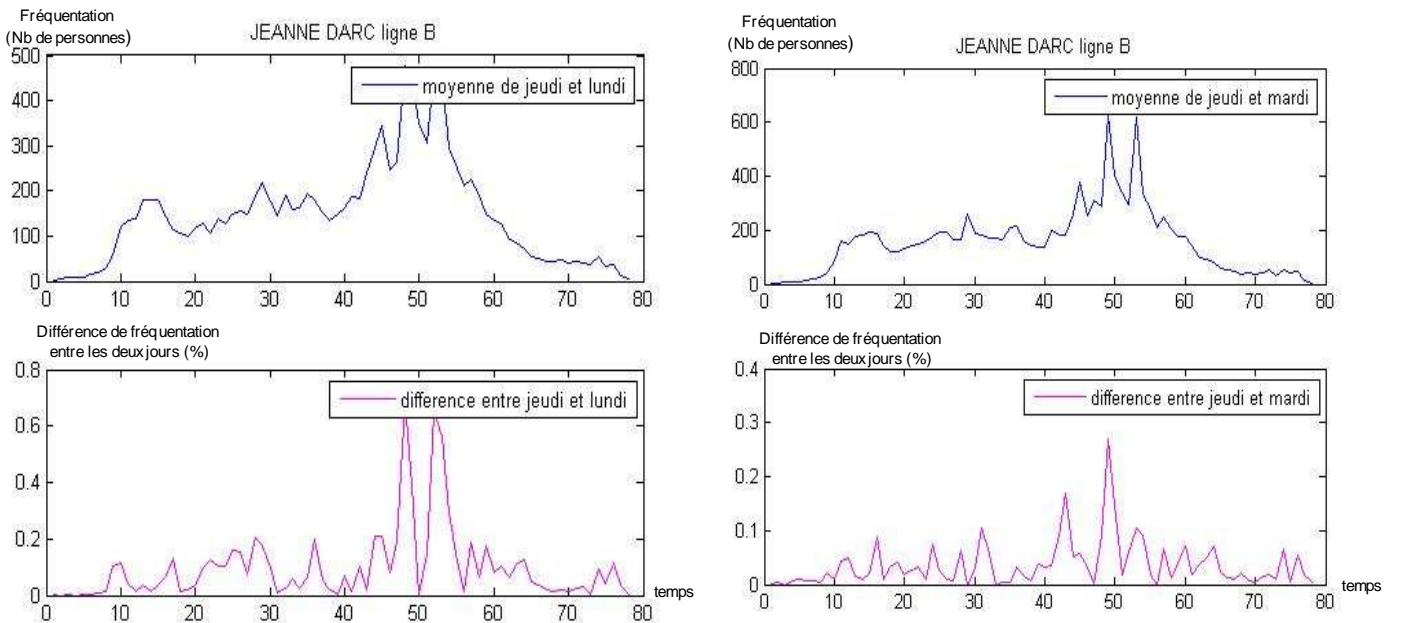 Fréquentation
(Nb de personnes)
JEANNE DARC ligne B
moyenne de jeudi et lundi
500
400
300
200
100
0
0 10 20 30 40 50 60 70 80
Différence de fréquentation
entre les deux jours (%)
difference entre jeudi et lundi
0.8
0.6
0.4
0.2
0
0 10 20 30 40 50 60 70 80
temps
Fréquentation
(Nb de personnes)
JEANNE DARC ligne B
moyenne de jeudi et mardi
800
600
400
200
0
0 10 20 30 40 50 60 70 80
Différence de fréquentation
entre les deux jours (%)
difference entre jeudi et mardi
0.4
0.3
0.2
0.1
0
0 10 20 30 40 50 60 70 80
temps